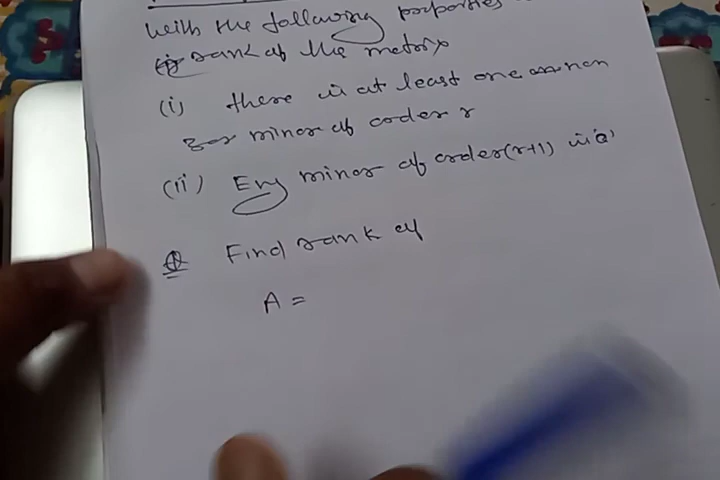 with the following properties
rank of the matrix
(i) there is at least one non
zero minor of order r
(ii) Evy minor of order (r+1) is '0'
Q Find rank of
A =